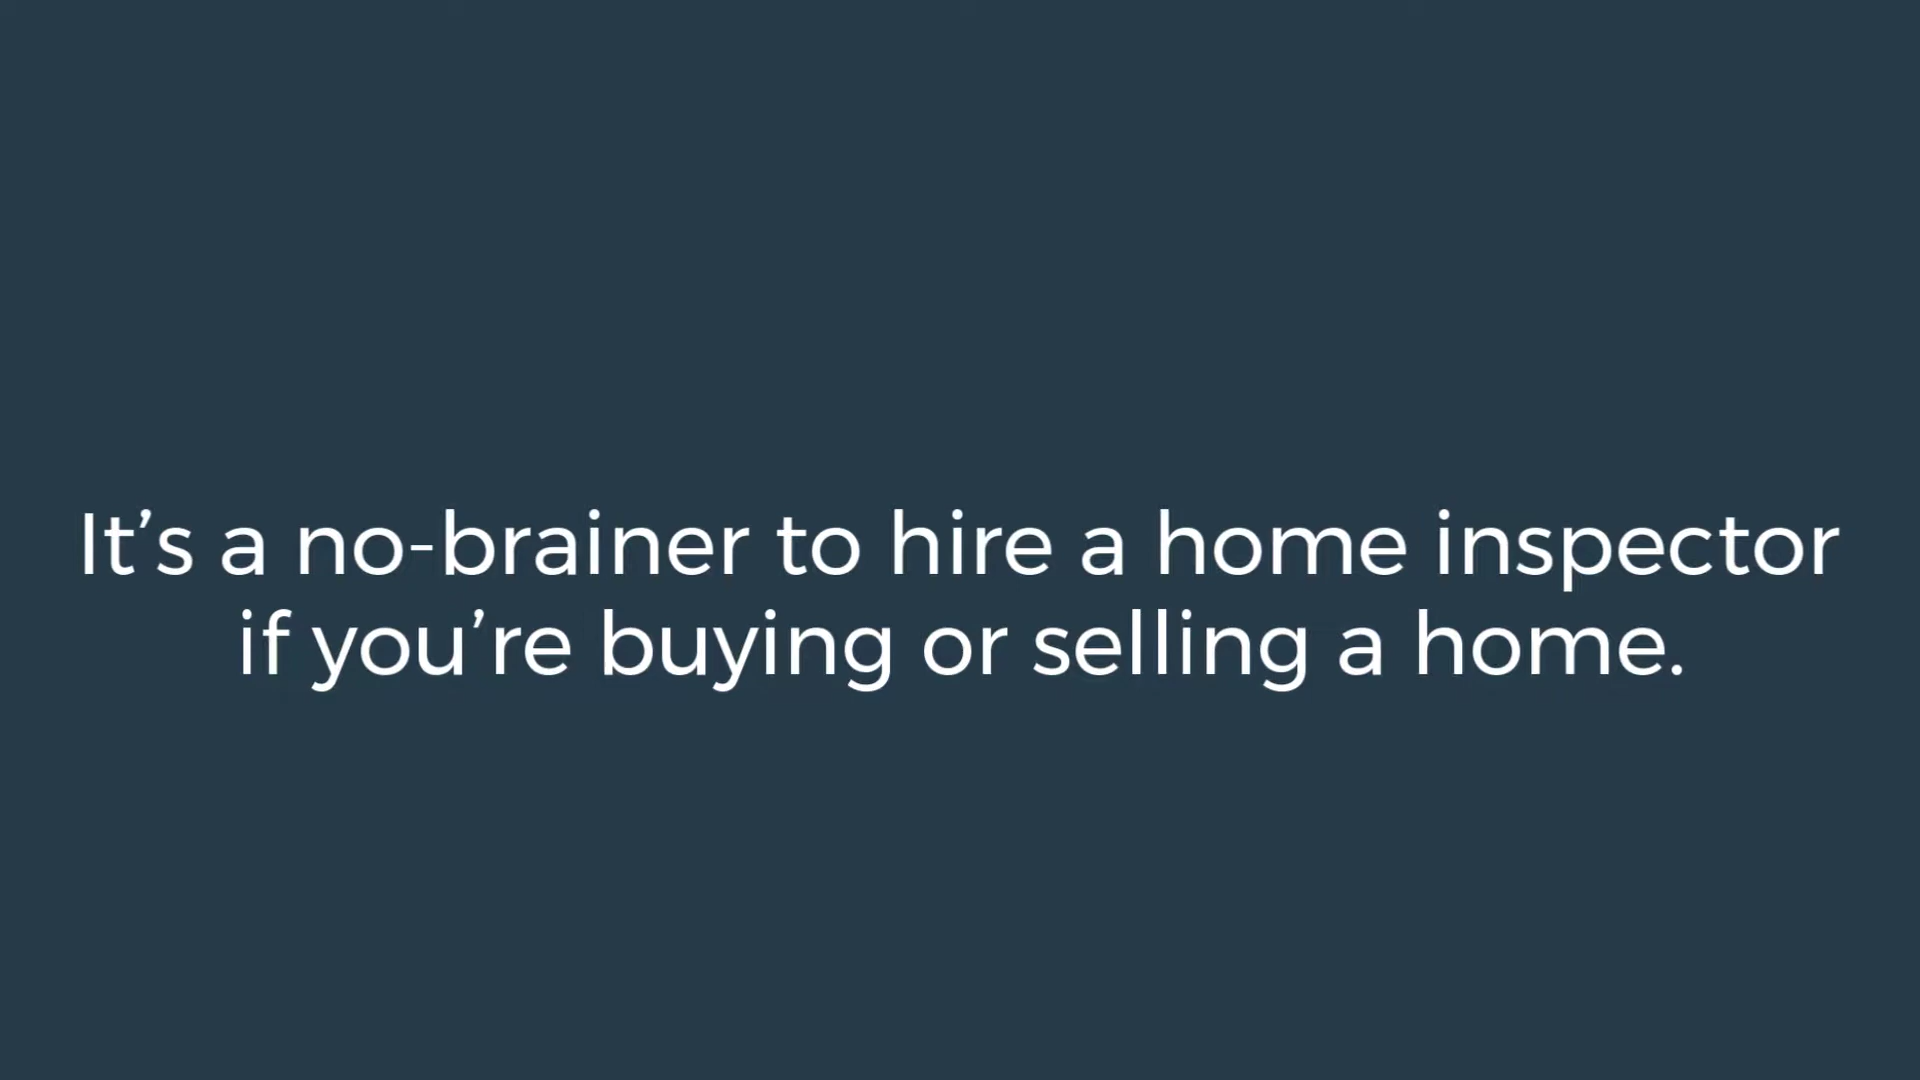 It’s a no-brainer to hire a home inspector
if you’re buying or selling a home.